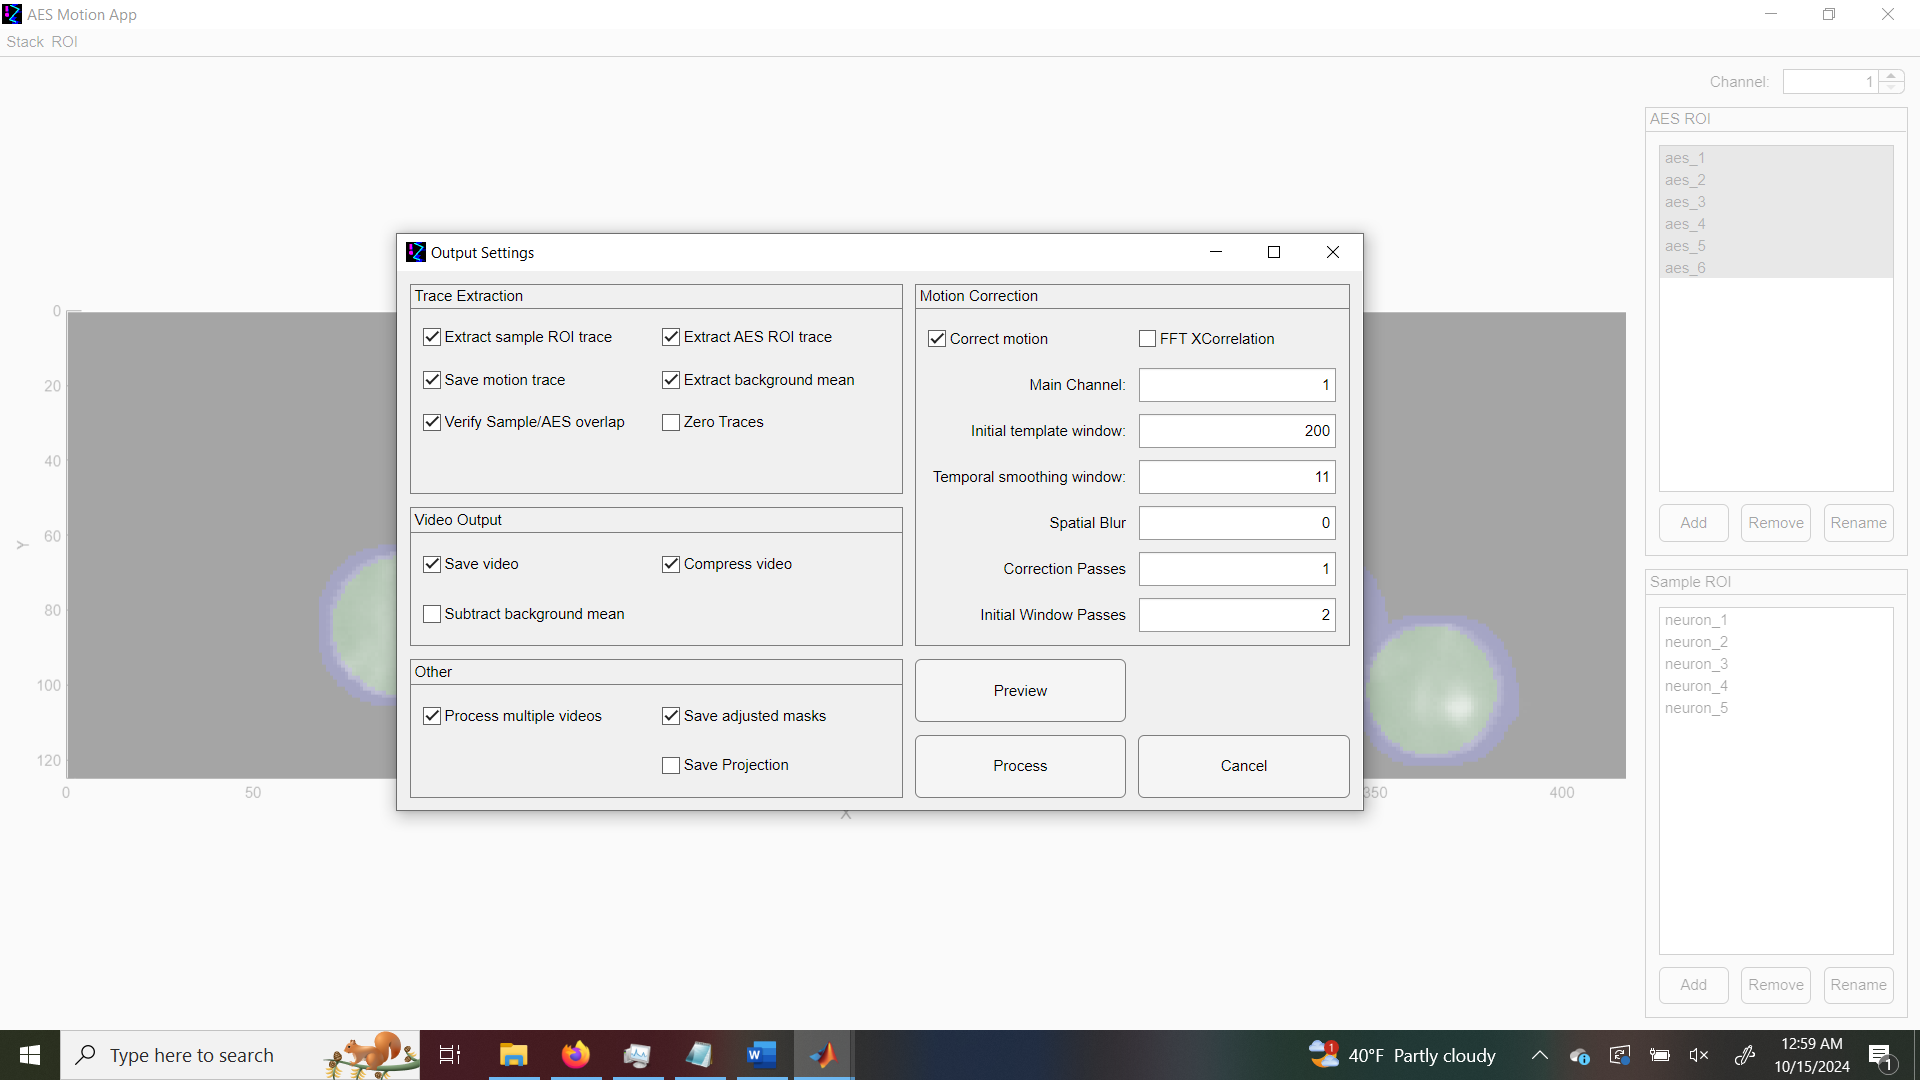 AES Motion App
Stack ROI
Channel: 1
AES ROI
aes_1
aes_2
aes_3
aes_4
aes_5
aes_6
Add Remove Rename
Sample ROI
neuron_1
neuron_2
neuron_3
neuron_4
neuron_5
Add Remove Rename
0
20
40
60
80
100
120
Y
0 50 350 400
X
Output Settings
Trace Extraction
Extract sample ROI trace Extract AES ROI trace
Save motion trace Extract background mean
Verify Sample/AES overlap Zero Traces
Video Output
Save video Compress video
Subtract background mean
Other
Process multiple videos Save adjusted masks
Save Projection
Motion Correction
Correct motion FFT XCorrelation
Main Channel: 1
Initial template window: 200
Temporal smoothing window: 11
Spatial Blur 0
Correction Passes 1
Initial Window Passes 2
Preview
Process Cancel
Type here to search
1
40°F Partly cloudy
12:59 AM
10/15/2024
1